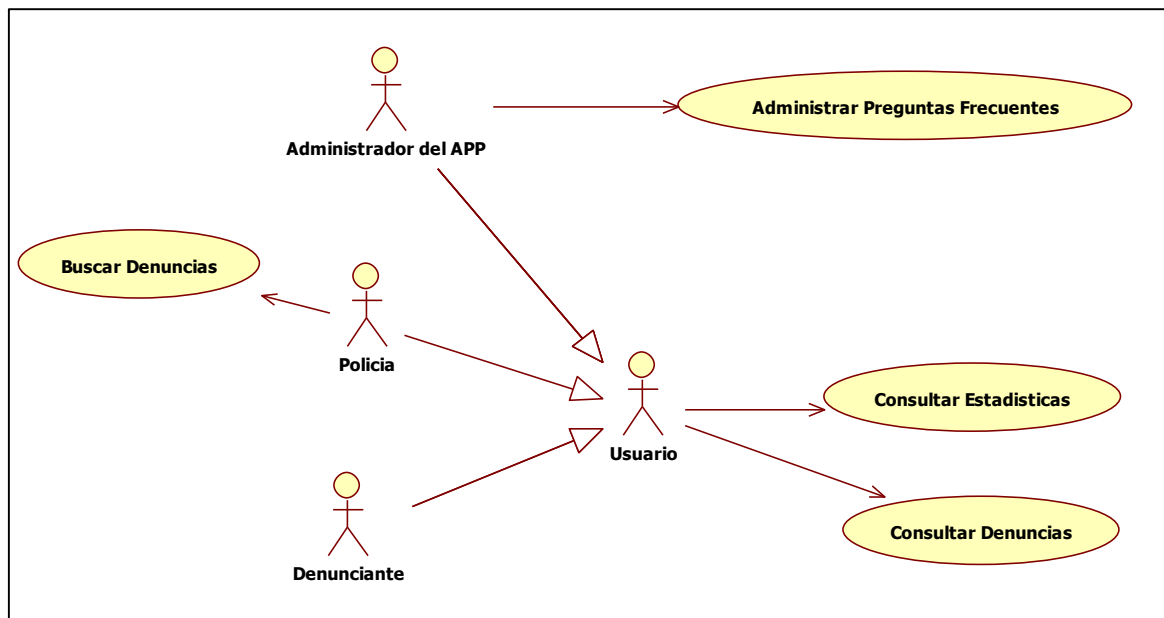 Administrar Preguntas Frecuentes
Administrador del APP
Buscar Denuncias
Policia
Consultar Estadisticas
Usuario
Consultar Denuncias
Denunciante